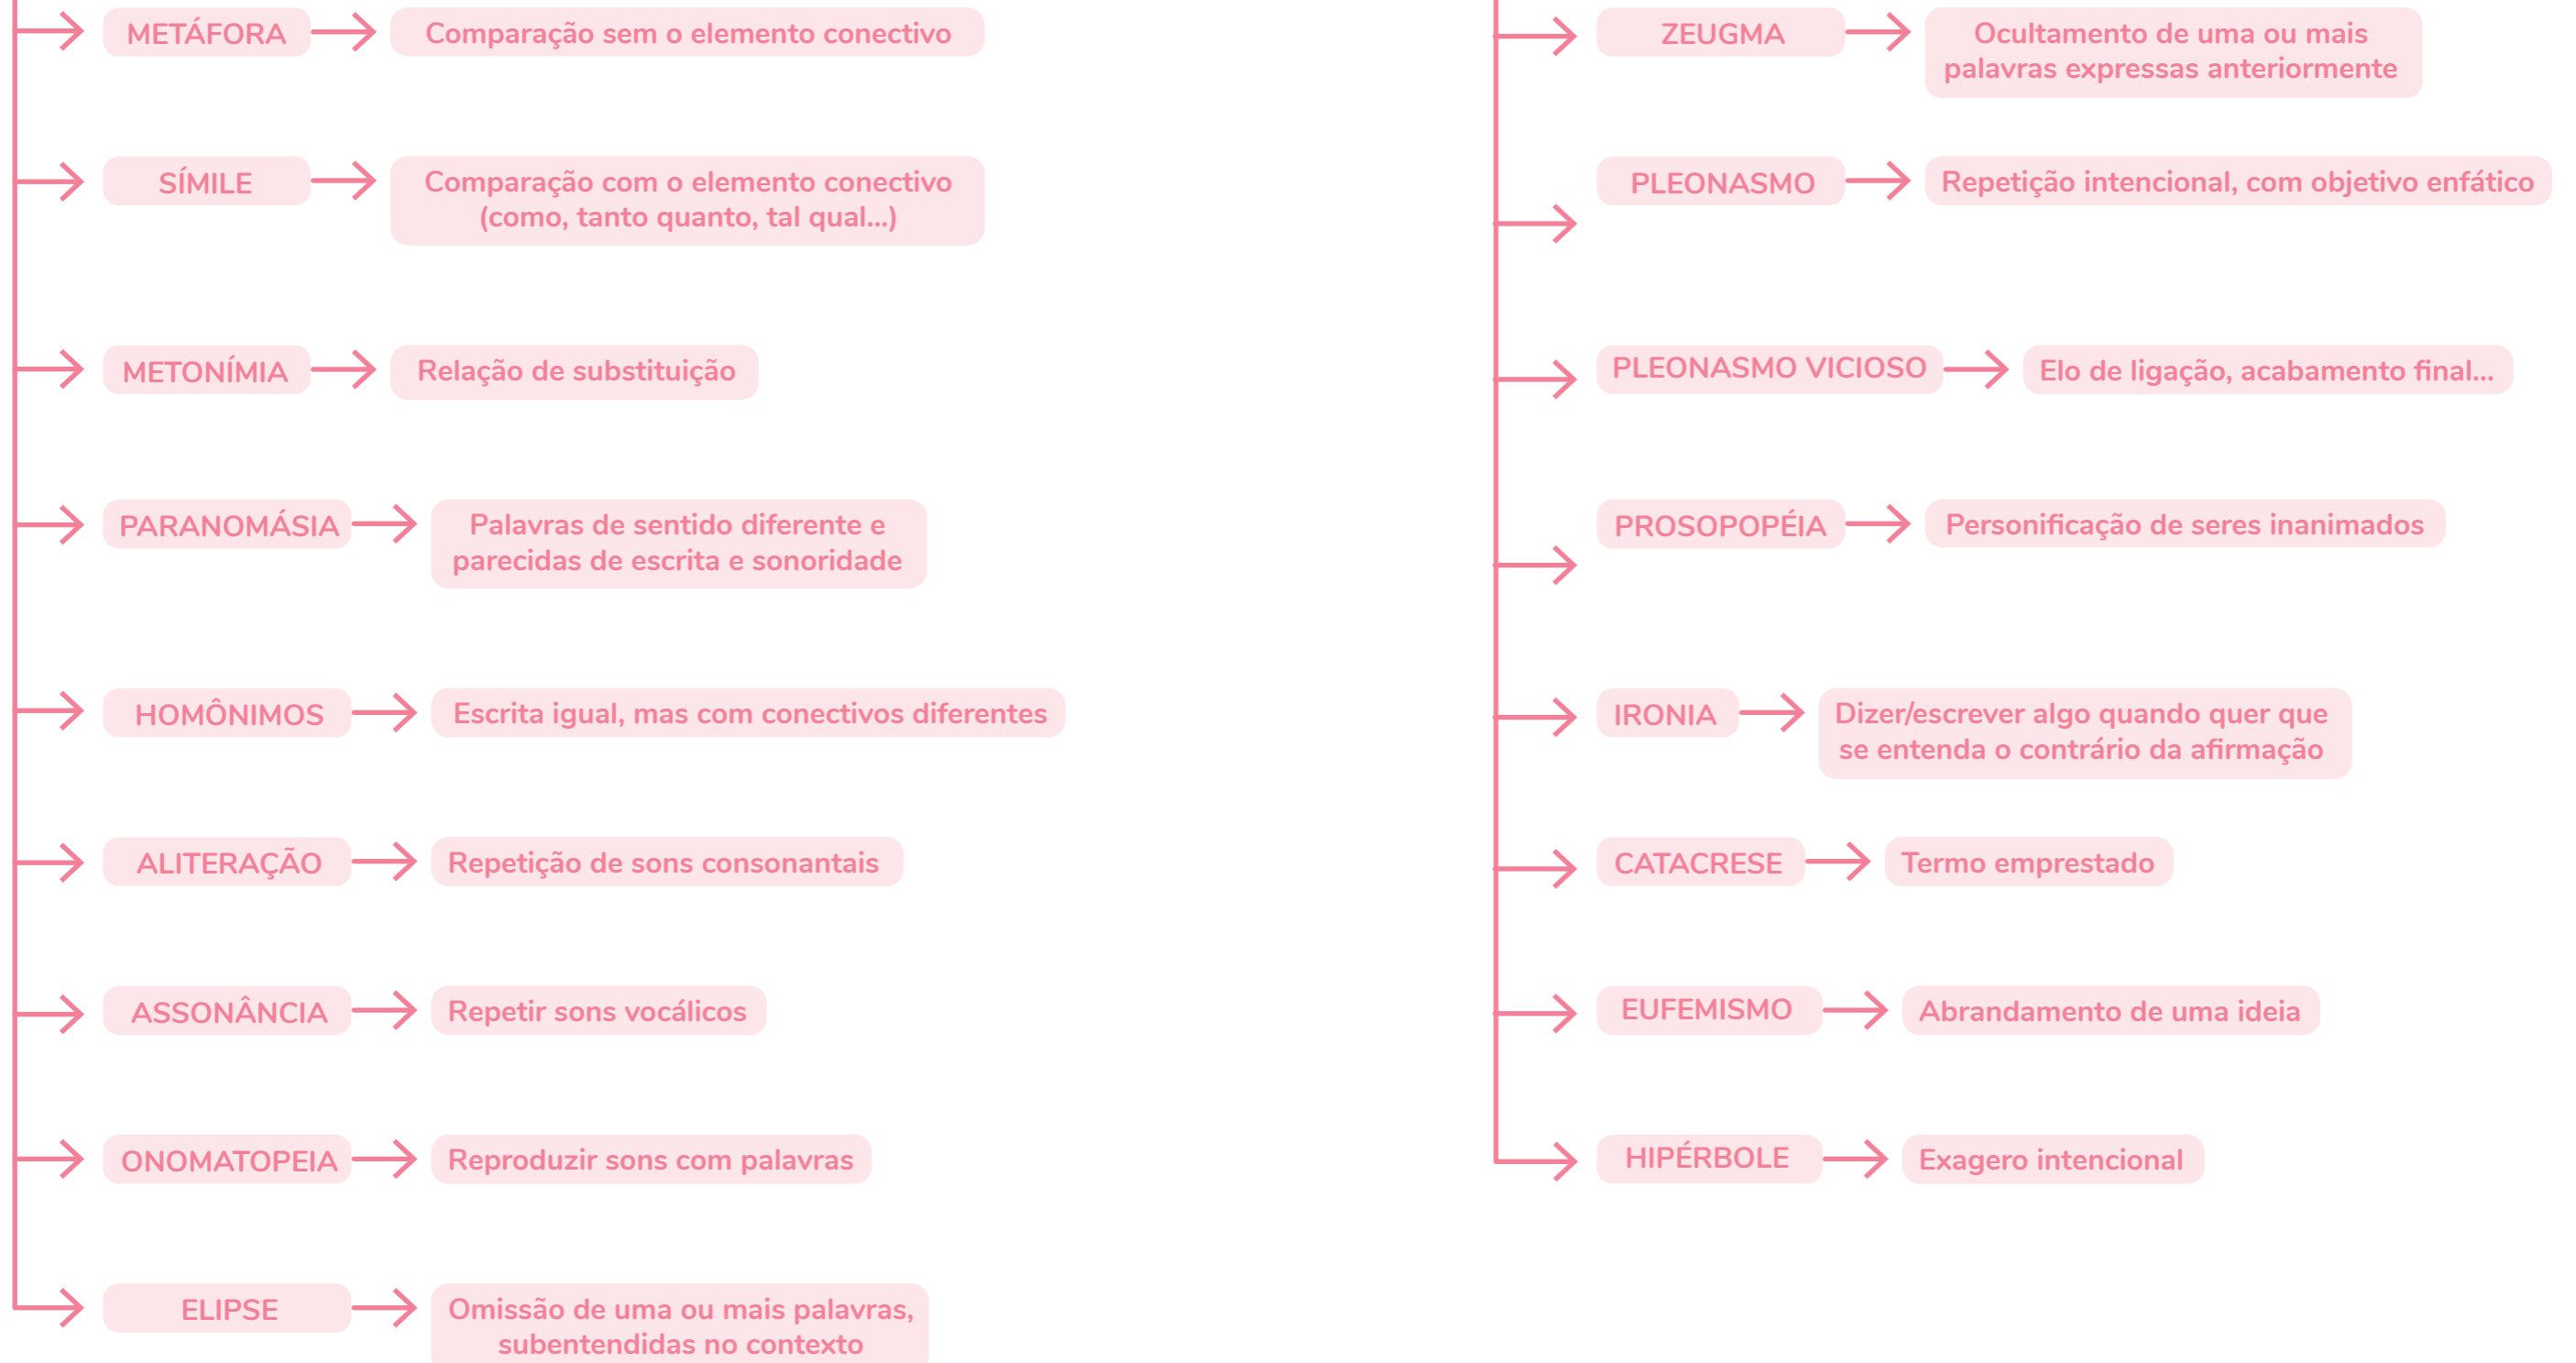 METÁFORA
Comparação sem o elemento conectivo
SÍMILE
Comparação com o elemento conectivo
(como, tanto quanto, tal qual...)
METONÍMIA
Relação de substituição
PARANOMÁSIA
Palavras de sentido diferente e
parecidas de escrita e sonoridade
HOMÔNIMOS
Escrita igual, mas com conectivos diferentes
ALITERAÇÃO
Repetição de sons consonantais
ASSONÂNCIA
Repetir sons vocálicos
ONOMATOPEIA
Reproduzir sons com palavras
ELIPSE
Omissão de uma ou mais palavras,
subentendidas no contexto
ZEUGMA
Ocultamento de uma ou mais
palavras expressas anteriormente
PLEONASMO
Repetição intencional, com objetivo enfático
PLEONASMO VICIOSO
Elo de ligação, acabamento final...
PROSOPOPÉIA
Personificação de seres inanimados
IRONIA
Dizer/escrever algo quando quer que
se entenda o contrário da afirmação
CATACRESE
Termo emprestado
EUFEMISMO
Abrandamento de uma ideia
HIPÉRBOLE
Exagero intencional